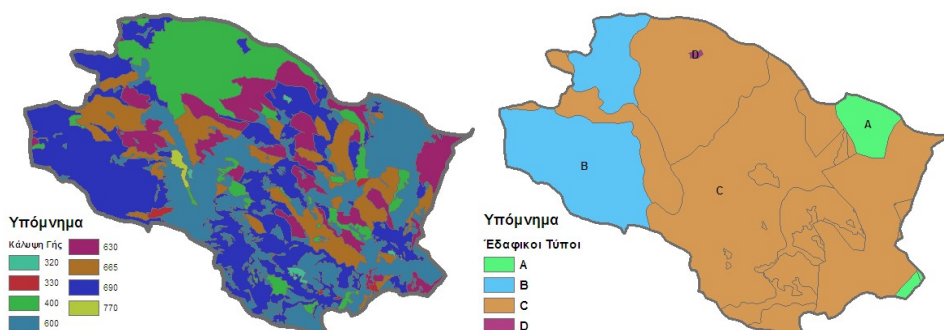 Υπόμνημα
Κάλυψη Γής
320
330
400
600
630
665
690
770
D
A
B
C
Υπόμνημα
Έδαφικοι Τύποι
A
B
C
D